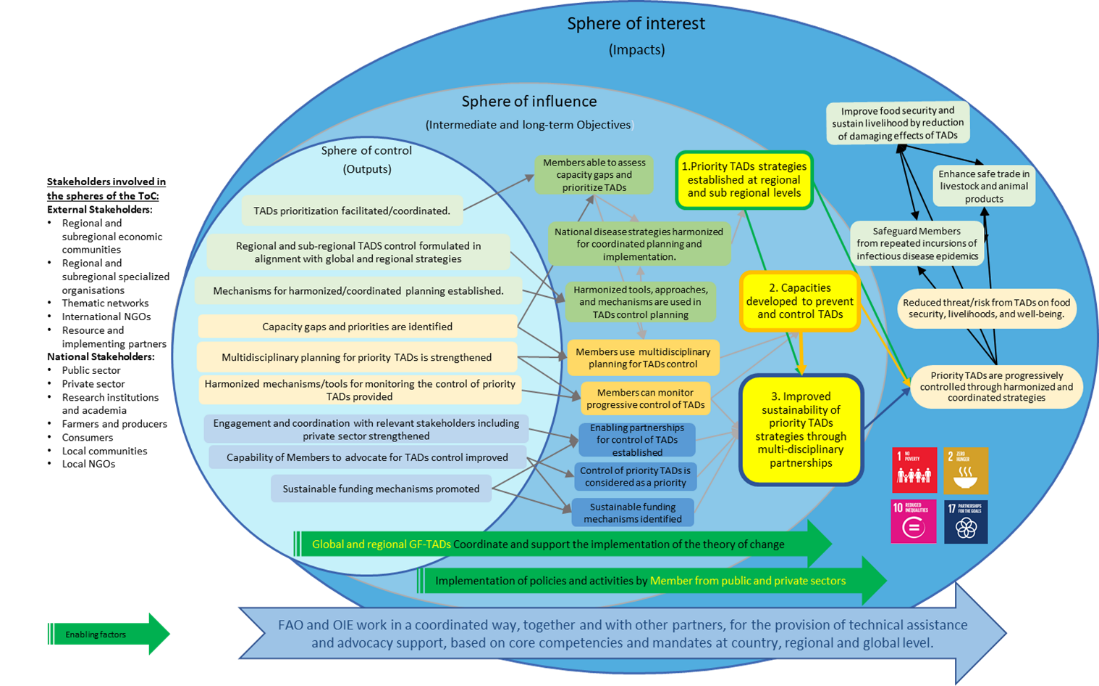 Sphere of interest
(Impacts)
Sphere of influence
(Intermediate and long-term Objectives)
Sphere of control
(Outputs)
Stakeholders involved in
the spheres of the ToC:
External Stakeholders:
• Regional and
subregional economic
communities
• Regional and
subregional specialized
organisations
• Thematic networks
• International NGOs
• Resource and
implementing partners
National Stakeholders:
• Public sector
• Private sector
• Research institutions
and academia
• Farmers and producers
• Consumers
• Local communities
• Local NGOs
TADs prioritization facilitated/coordinated.
Regional and sub-regional TADS control formulated in
alignment with global and regional strategies
Mechanisms for harmonized/coordinated planning established.
Capacity gaps and priorities are identified
Multidisciplinary planning for priority TADs is strengthened
Harmonized mechanisms/tools for monitoring the control of priority
TADs provided
Engagement and coordination with relevant stakeholders including
private sector strengthened
Capability of Members to advocate for TADs control improved
Sustainable funding mechanisms promoted
Members able to assess
capacity gaps and
prioritize TADs
National disease strategies harmonized
for coordinated planning and
implementation.
Harmonized tools, approaches,
and mechanisms are used in
TADs control planning
Members use multidisciplinary
planning for TADs control
Members can monitor
progressive control of TADs
Enabling partnerships
for control of TADs
established
Control of priority TADs is
considered as a priority
Sustainable funding
mechanisms identified
1.Priority TADs strategies
established at regional
and sub regional levels
2. Capacities
developed to prevent
and control TADs
3. Improved
sustainability of
priority TADs
strategies through
multi-disciplinary
partnerships
Improve food security and
sustain livelihood by reduction
of damaging effects of TADs
Enhance safe trade in
livestock and animal
products
Safeguard Members
from repeated incursions of
infectious disease epidemics
Reduced threat/risk from TADs on food
security, livelihoods, and well-being.
Priority TADs are progressively
controlled through harmonized and
coordinated strategies
1 NO
POVERTY
2 ZERO
HUNGER
10 REDUCED
INEQUALITIES
17 PARTNERSHIPS
FOR THE GOALS
Global and regional GF-TADs Coordinate and support the implementation of the theory of change
Implementation of policies and activities by Member from public and private sectors
Enabling factors
FAO and OIE work in a coordinated way, together and with other partners, for the provision of technical assistance
and advocacy support, based on core competencies and mandates at country, regional and global level.